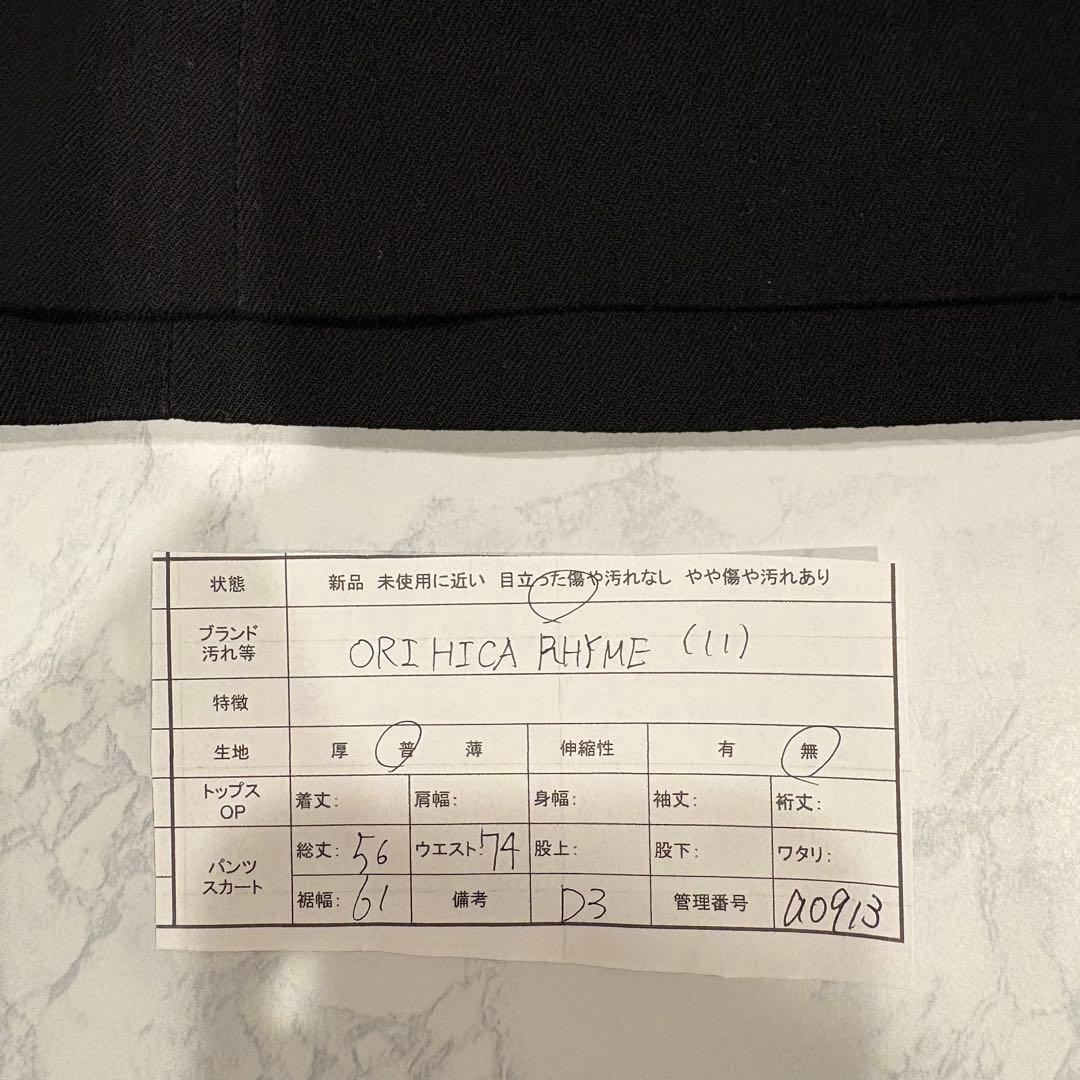 状態 新品 未使用に近い 目立った傷や汚れなし やや傷や汚れあり
ブランド
汚れ等
ORIHICA RHYME (11)
特徴
生地 厚 普 薄 伸縮性 有 無
トップス
OP
着丈: 肩幅: 身幅: 袖丈: 裄丈:
パンツ
スカート
総丈: 56 ウエスト: 74 股上: 股下: ワタリ:
裾幅: 61 備考 D3 管理番号 a0913